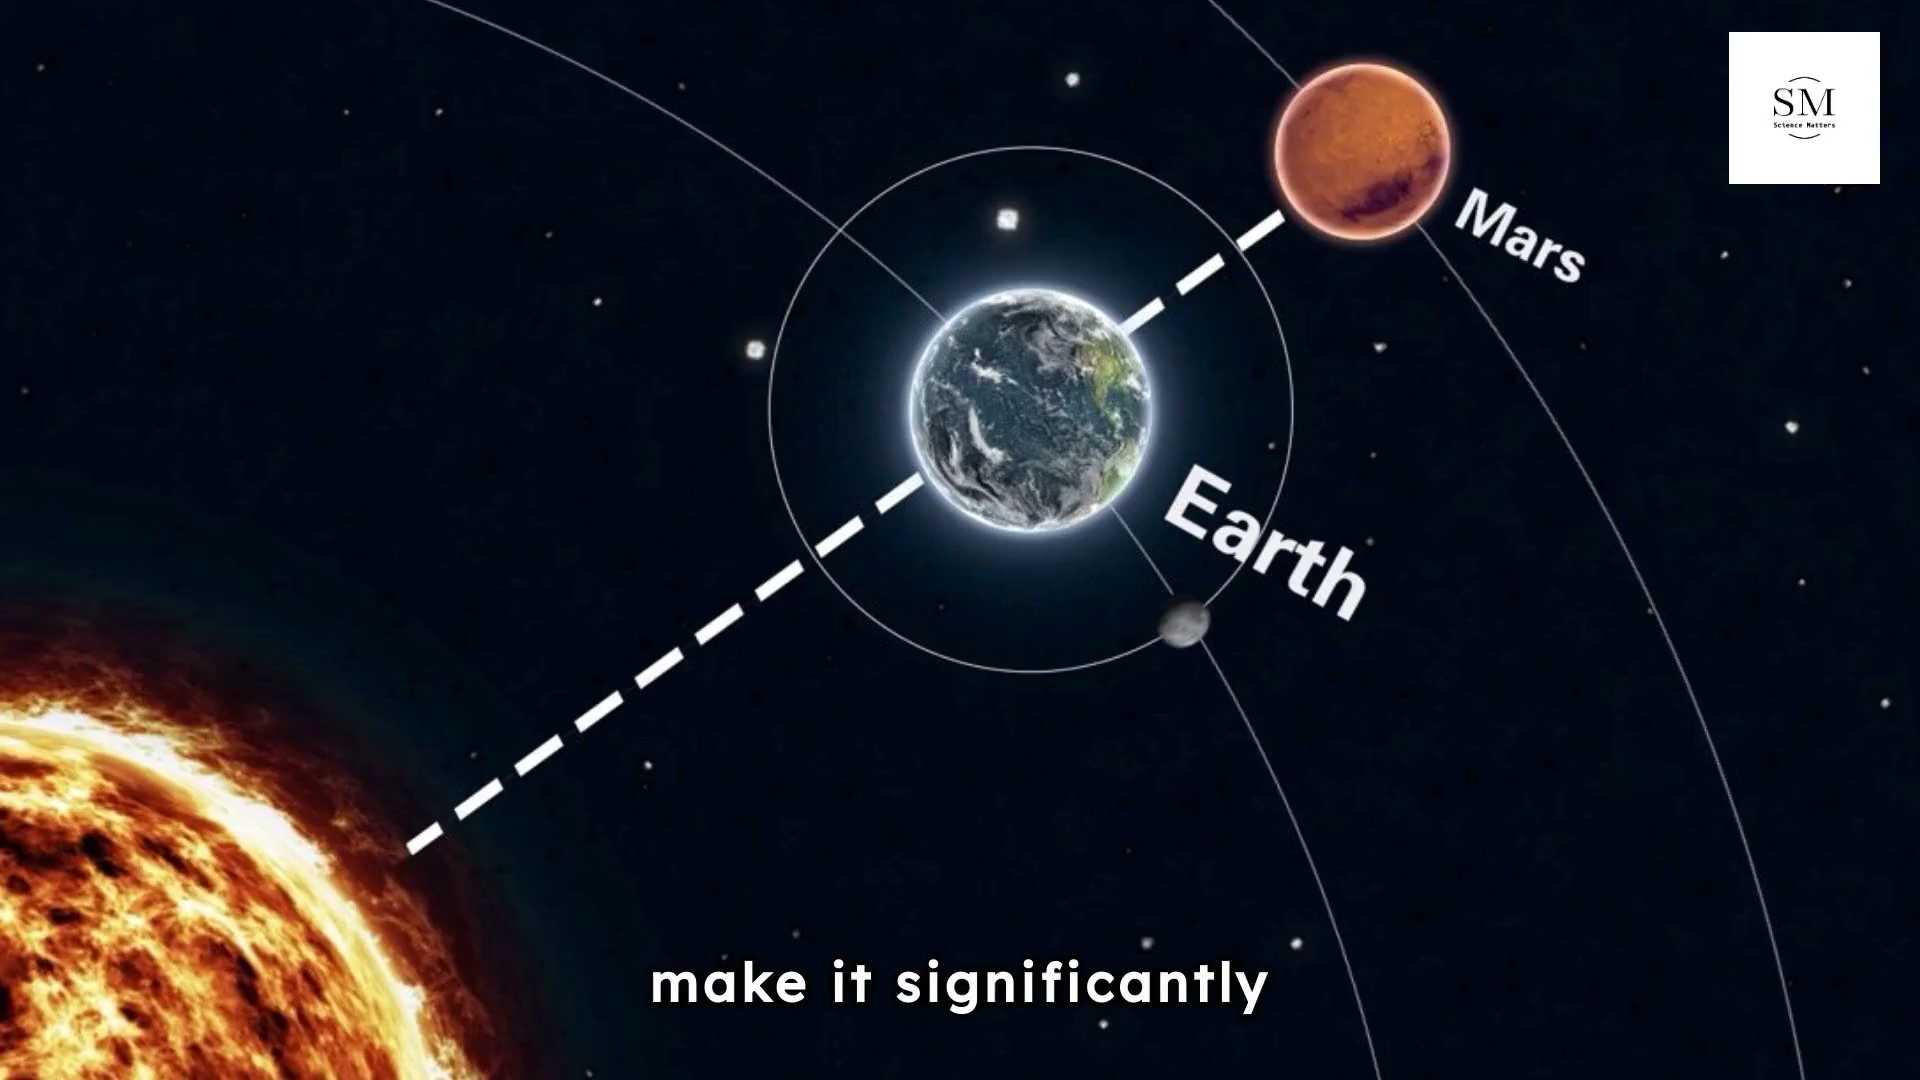 SM
Science Matters
Mars
Earth
make it significantly